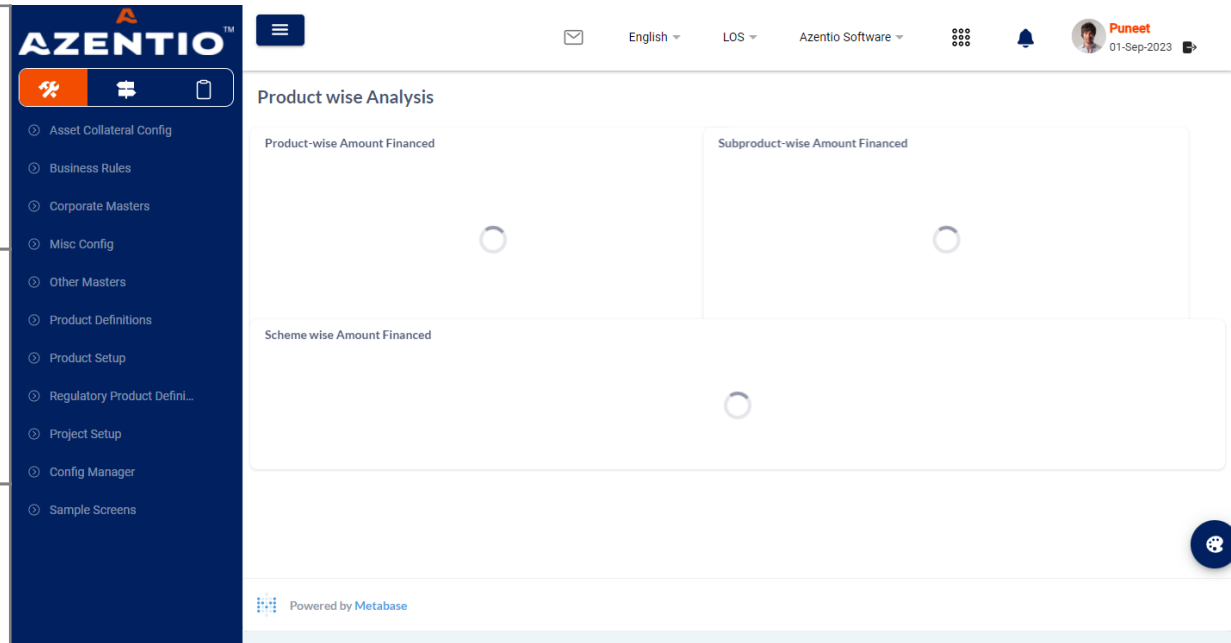 AZENTIO™
English
LOS
Azentio Software
Puneet
01-Sep-2023
Asset Collateral Config
Business Rules
Corporate Masters
Misc Config
Other Masters
Product Definitions
Product Setup
Regulatory Product Defini...
Project Setup
Config Manager
Sample Screens
Product wise Analysis
Product-wise Amount Financed
Subproduct-wise Amount Financed
Scheme wise Amount Financed
Powered by Metabase